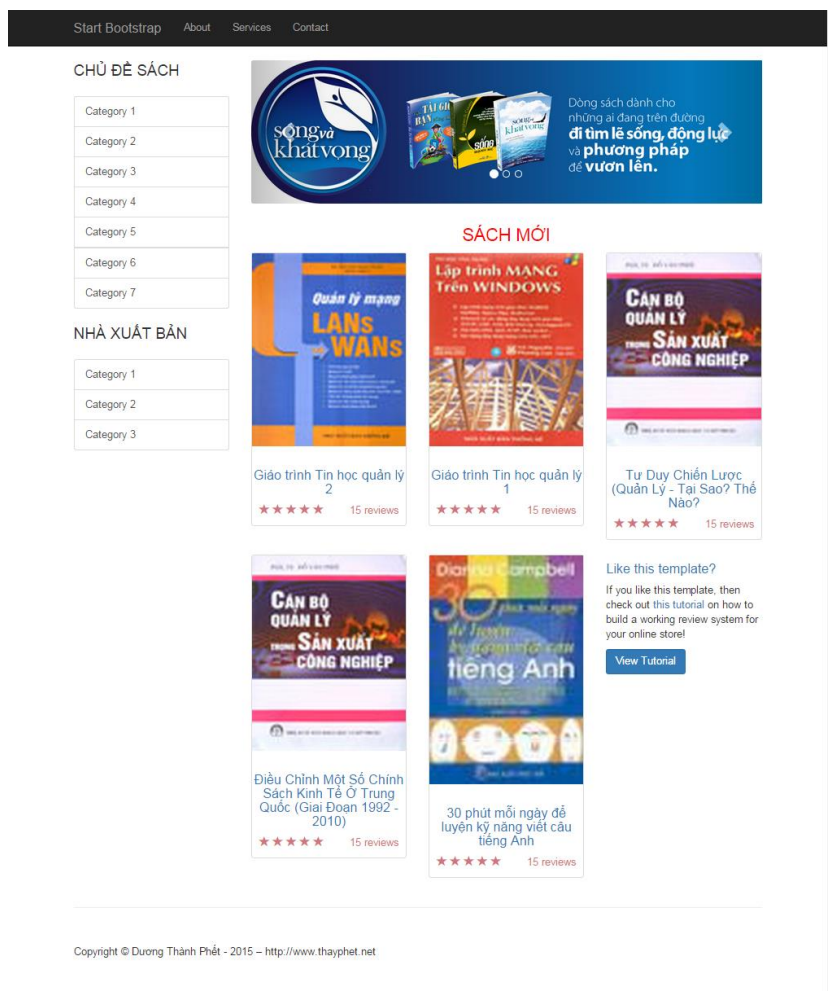 Start Bootstrap About Services Contact
CHỦ ĐỀ SÁCH
Category 1
Category 2
Category 3
Category 4
Category 5
Category 6
Category 7
NHÀ XUẤT BẢN
Category 1
Category 2
Category 3
sống và
khát vọng
Dòng sách dành cho
những ai đang trên đường
đi tìm lẽ sống, động lực
và phương pháp
để vươn lên.
SÁCH MỚI
Quản lý mạng
LANs
WANs
Giáo trình Tin học quản lý
2
★★★★★ 15 reviews
Lập trình MẠNG
Trên WINDOWS
Giáo trình Tin học quản lý
1
★★★★★ 15 reviews
CÁN BỘ
QUẢN LÝ
TRONG SẢN XUẤT
CÔNG NGHIỆP
Tư Duy Chiến Lược
(Quản Lý - Tại Sao? Thế
Nào?
★★★★★ 15 reviews
CÁN BỘ
QUẢN LÝ
TRONG SẢN XUẤT
CÔNG NGHIỆP
Điều Chỉnh Một Số Chính
Sách Kinh Tế Ở Trung
Quốc (Giai Đoạn 1992 -
2010)
★★★★★ 15 reviews
Dianna Campbell
30 phút mỗi ngày
tiếng Anh
30 phút mỗi ngày để
luyện kỹ năng viết câu
tiếng Anh
★★★★★ 15 reviews
Like this template?
If you like this template, then
check out this tutorial on how to
build a working review system for
your online store!
View Tutorial
Copyright © Dương Thành Phết - 2015 – http://www.thayphet.net